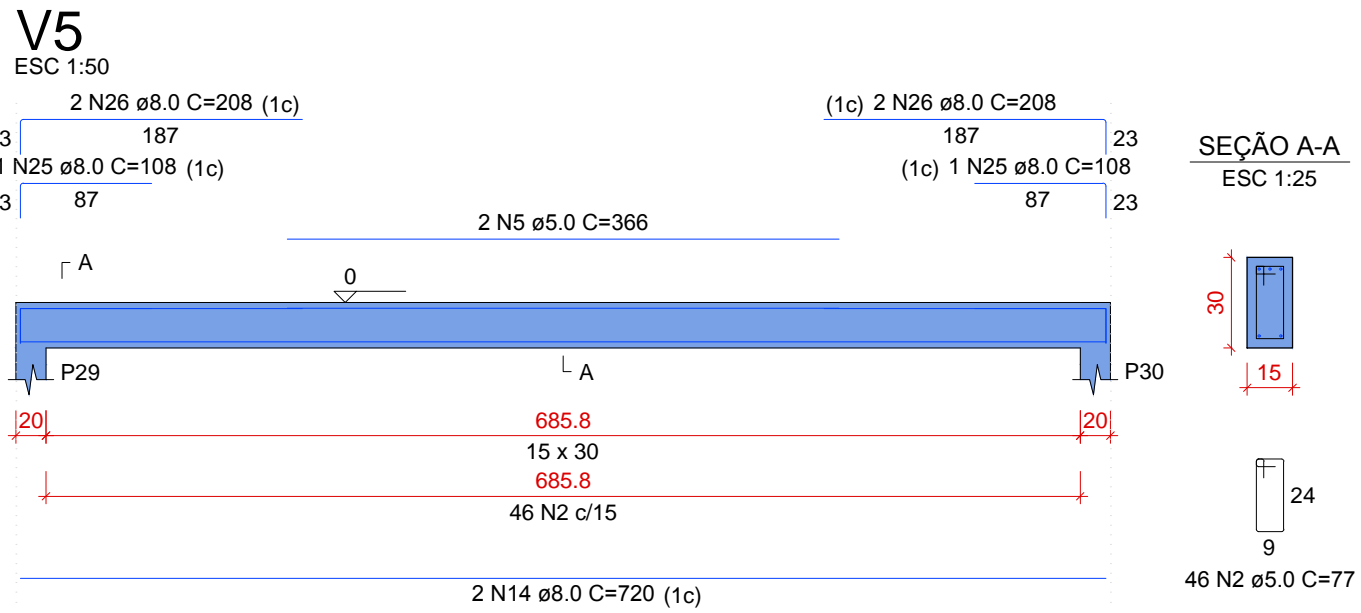 V5
ESC 1:50
2 N26 ø8.0 C=208 (1c)
(1c) 2 N26 ø8.0 C=208
3
187
187
23
SEÇÃO A-A
1 N25 ø8.0 C=108 (1c)
(1c) 1 N25 ø8.0 C=108
ESC 1:25
3
87
87
23
2 N5 ø5.0 C=366
A
0
30
P29
A
P30
15
20
685.8
20
15 x 30
685.8
24
46 N2 c/15
9
46 N2 ø5.0 C=77
2 N14 ø8.0 C=720 (1c)